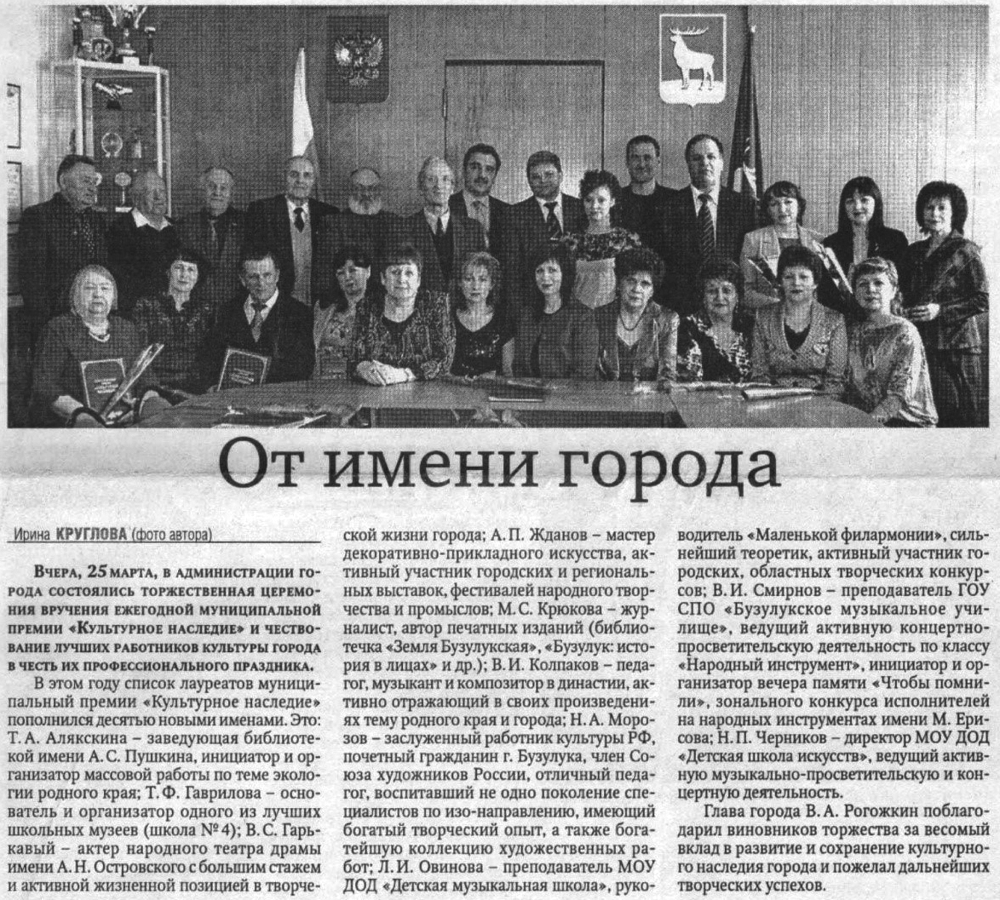 От имени города
Ирина КРУГЛОВА (фото автора)
Вчера, 25 марта, в администрации го-
рода состоялись торжественная церемо-
ния вручения ежегодной муниципальной
премии «Культурное наследие» и чество-
вание лучших работников культуры города
в честь их профессионального праздника.
В этом году список лауреатов муници-
пальный премии «Культурное наследие»
пополнился десятью новыми именами. Это:
Т. А. Алякскина – заведующая библиоте-
кой имени А. С. Пушкина, инициатор и ор-
ганизатор массовой работы по теме эколо-
гии родного края; Т. Ф. Гаврилова – осно-
ватель и организатор одного из лучших
школьных музеев (школа №4); В. С. Гарь-
кавый – актер народного театра драмы
имени А. Н. Островского с большим стажем
и активной жизненной позицией в творче-
ской жизни города; А. П. Жданов – мастер
декоративно-прикладного искусства, ак-
тивный участник городских и региональ-
ных выставок, фестивалей народного твор-
чества и промыслов; М. С. Крюкова – жур-
налист, автор печатных изданий (библио-
течка «Земля Бузулукская», «Бузулук: исто-
рия в лицах» и др.); В. И. Колпаков – педа-
гог, музыкант и композитор в династии, ак-
тивно отражающий в своих произведени-
ях тему родного края и города; Н. А. Моро-
зов – заслуженный работник культуры РФ,
почетный гражданин г. Бузулука, член Со-
юза художников России, отличный педа-
гог, воспитавший не одно поколение спе-
циалистов по изо-направлению, имеющий
богатый творческий опыт, а также бога-
тейшую коллекцию художественных ра-
бот; Л. И. Овинова – преподаватель МОУ
ДОД «Детская музыкальная школа», руко-
водитель «Маленькой филармонии», силь-
нейший теоретик, активный участник го-
родских, областных творческих конкур-
сов; В. И. Смирнов – преподаватель ГОУ
СПО «Бузулукское музыкальное учи-
лище», ведущий активную концертно-
просветительскую деятельность по классу
«Народный инструмент», инициатор и ор-
ганизатор вечера памяти «Чтобы помни-
ли», зонального конкурса исполнителей
на народных инструментах имени М. Ери-
сова; Н. П. Черников – директор МОУ ДОД
«Детская школа искусств», ведущий актив-
ную музыкально-просветительскую и кон-
цертную деятельность.
Глава города В. А. Рогожкин поблаго-
дарил виновников торжества за весомый
вклад в развитие и сохранение культурно-
го наследия города и пожелал дальнейших
творческих успехов.